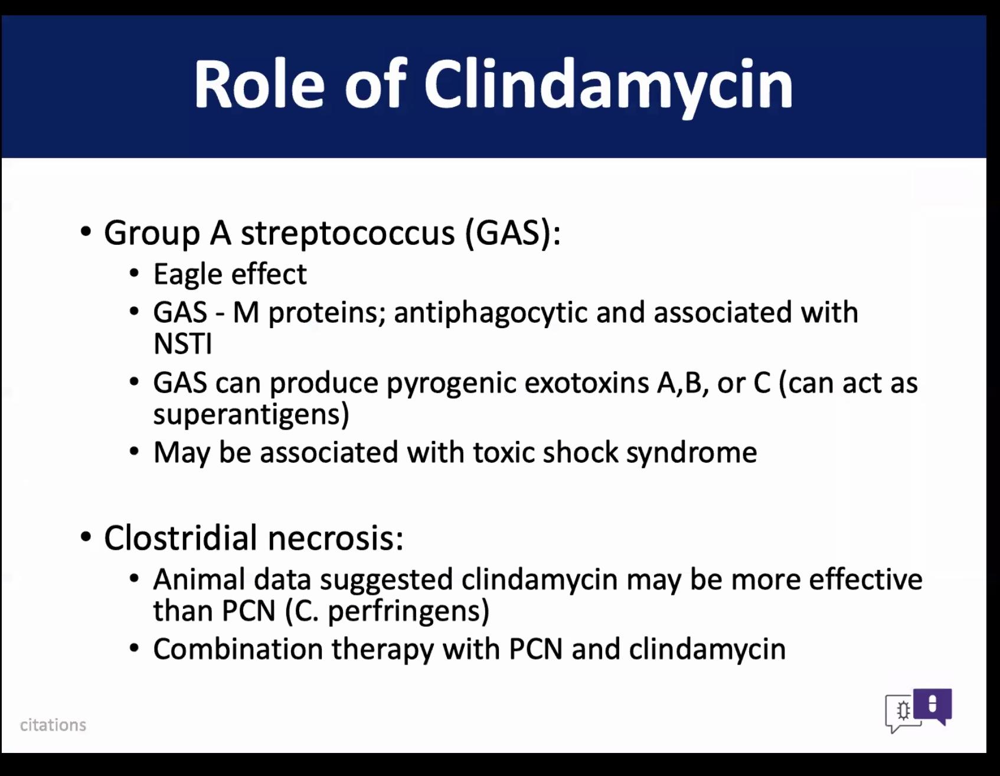 Role of Clindamycin
• Group A streptococcus (GAS):
• Eagle effect
• GAS - M proteins; antiphagocytic and associated with
NSTI
• GAS can produce pyrogenic exotoxins A,B, or C (can act as
superantigens)
• May be associated with toxic shock syndrome
• Clostridial necrosis:
• Animal data suggested clindamycin may be more effective
than PCN (C. perfringens)
• Combination therapy with PCN and clindamycin
citations